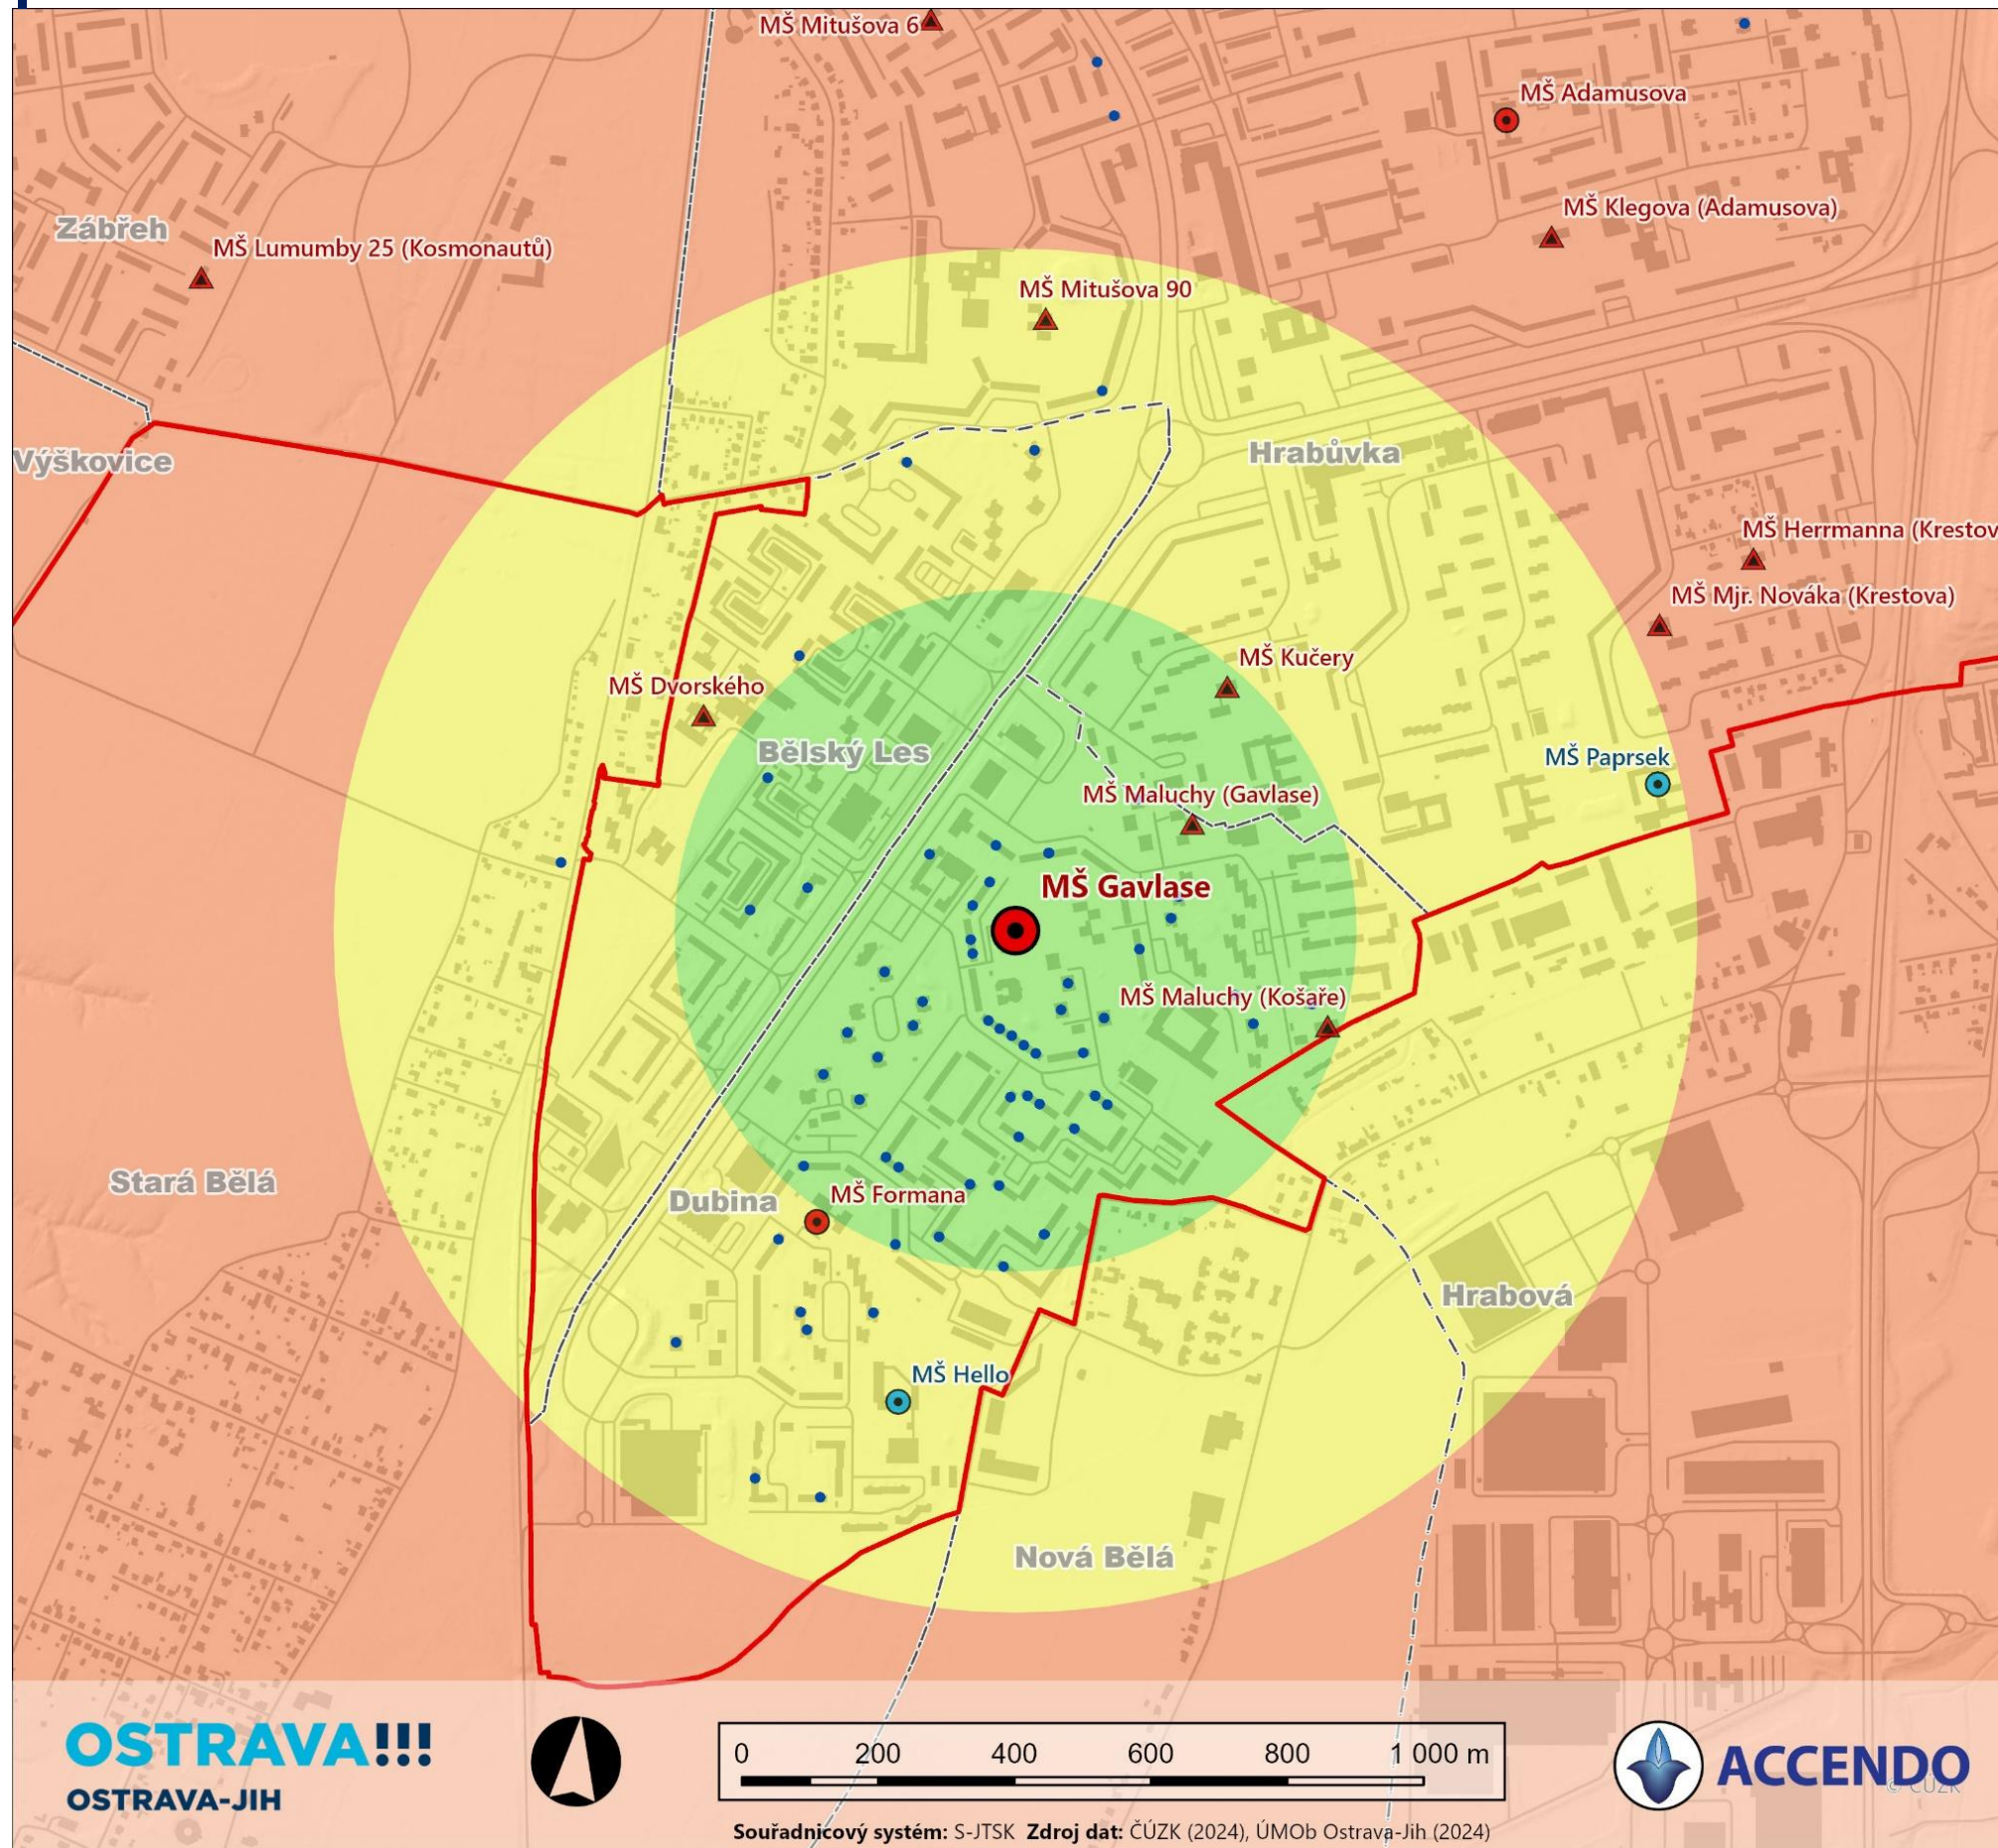 MŠ Mitušova 6
MŠ Adamusova
MŠ Klegova (Adamusova)
Zábřeh
MŠ Lumumby 25 (Kosmonautů)
MŠ Mitušova 90
Hrabůvka
Výškovice
MŠ Herrmanna (Krestov
MŠ Mjr. Nováka (Krestova)
MŠ Kučery
MŠ Dvorského
Bělský Les
MŠ Paprsek
MŠ Maluchy (Gavlase)
MŠ Gavlase
MŠ Maluchy (Košaře)
Stará Bělá
Dubina
MŠ Formana
Hrabová
MŠ Hello
Nová Bělá
OSTRAVA!!!
OSTRAVA-JIH
0 200 400 600 800 1 000 m
ACCENDO
© ČÚZK
Souřadnicový systém: S-JTSK Zdroj dat: ČÚZK (2024), ÚMOb Ostrava-Jih (2024)